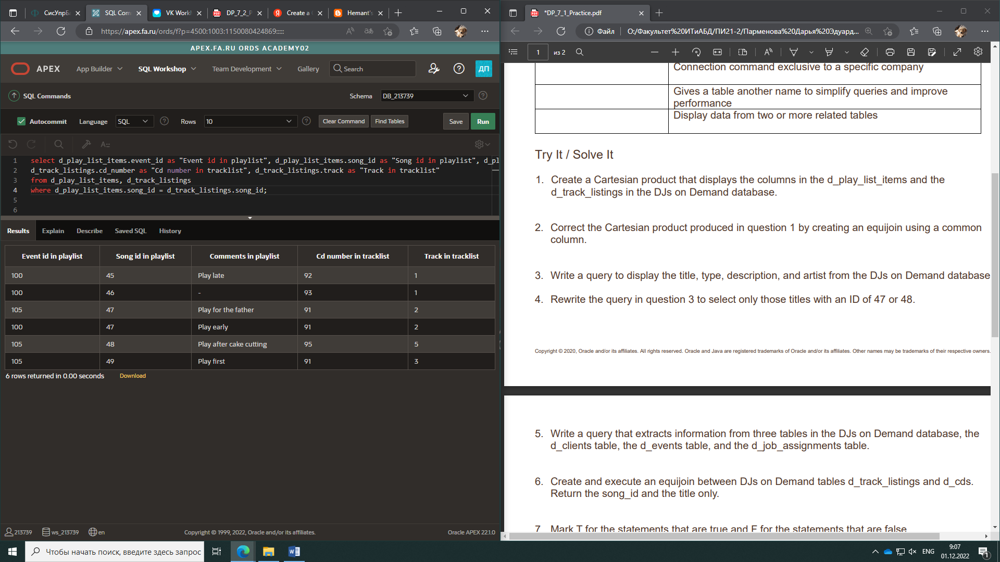 СисУпрБ
SQL Com
VK Work
DP_7_2_P
Create a
Hemant's
https://apex.fa.ru/ords/f?p=4500:1003:1150080424869:::::
APEX.FA.RU ORDS ACADEMY02
APEX
App Builder
SQL Workshop
Team Development
Gallery
Search
ДП
SQL Commands
Schema
DB_213739
Autocommit
Language
SQL
Rows
10
Clear Command
Find Tables
Save
Run
1 select d_play_list_items.event_id as "Event id in playlist", d_play_list_items.song_id as "Song id in playlist", d_pl
2 d_track_listings.cd_number as "Cd number in tracklist", d_track_listings.track as "Track in tracklist"
3 from d_play_list_items, d_track_listings
4 where d_play_list_items.song_id = d_track_listings.song_id;
5
6
Results Explain Describe Saved SQL History
Event id in playlist Song id in playlist Comments in playlist Cd number in tracklist Track in tracklist
100 45 Play late 92 1
100 46 - 93 1
105 47 Play for the father 91 2
100 47 Play early 91 2
105 48 Play after cake cutting 95 5
105 49 Play first 91 3
6 rows returned in 0.00 seconds Download
213739 ws_213739 en Copyright © 1999, 2022, Oracle and/or its affiliates. Oracle APEX 22.1.0
*DP_7_1_Practice.pdf
Файл
O:/Факультет%20ИТиАБД/ПИ21-2/Парменова%20Дарья%20Эдуард...
1 из 2
Connection command exclusive to a specific company
Gives a table another name to simplify queries and improve
performance
Display data from two or more related tables
Try It / Solve It
1. Create a Cartesian product that displays the columns in the d_play_list_items and the
d_track_listings in the DJs on Demand database.
2. Correct the Cartesian product produced in question 1 by creating an equijoin using a common
column.
3. Write a query to display the title, type, description, and artist from the DJs on Demand database
4. Rewrite the query in question 3 to select only those titles with an ID of 47 or 48.
Copyright © 2020, Oracle and/or its affiliates. All rights reserved. Oracle and Java are registered trademarks of Oracle and/or its affiliates. Other names may be trademarks of their respective owners.
5. Write a query that extracts information from three tables in the DJs on Demand database, the
d_clients table, the d_events table, and the d_job_assignments table.
6. Create and execute an equijoin between DJs on Demand tables d_track_listings and d_cds.
Return the song_id and the title only.
7 Mark T for the statements that are true and F for the statements that are false
Чтобы начать поиск, введите здесь запрос
ENG
9:07
01.12.2022
1